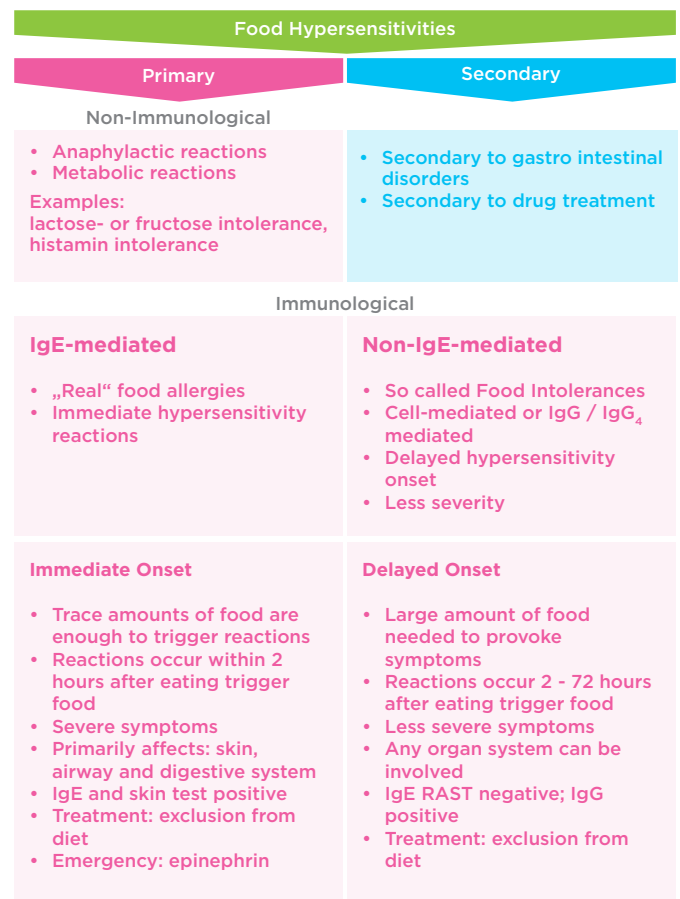 Food Hypersensitivities
Primary
Secondary
Non-Immunological
• Anaphylactic reactions
• Metabolic reactions
Examples:
lactose- or fructose intolerance,
histamin intolerance
• Secondary to gastro intestinal
disorders
• Secondary to drug treatment
Immunological
IgE-mediated
• „Real“ food allergies
• Immediate hypersensitivity
reactions
Non-IgE-mediated
• So called Food Intolerances
• Cell-mediated or IgG / IgG₄
mediated
• Delayed hypersensitivity
onset
• Less severity
Immediate Onset
• Trace amounts of food are
enough to trigger reactions
• Reactions occur within 2
hours after eating trigger
food
• Severe symptoms
• Primarily affects: skin,
airway and digestive system
• IgE and skin test positive
• Treatment: exclusion from
diet
• Emergency: epinephrin
Delayed Onset
• Large amount of food
needed to provoke
symptoms
• Reactions occur 2 - 72 hours
after eating trigger food
• Less severe symptoms
• Any organ system can be
involved
• IgE RAST negative; IgG
positive
• Treatment: exclusion from
diet